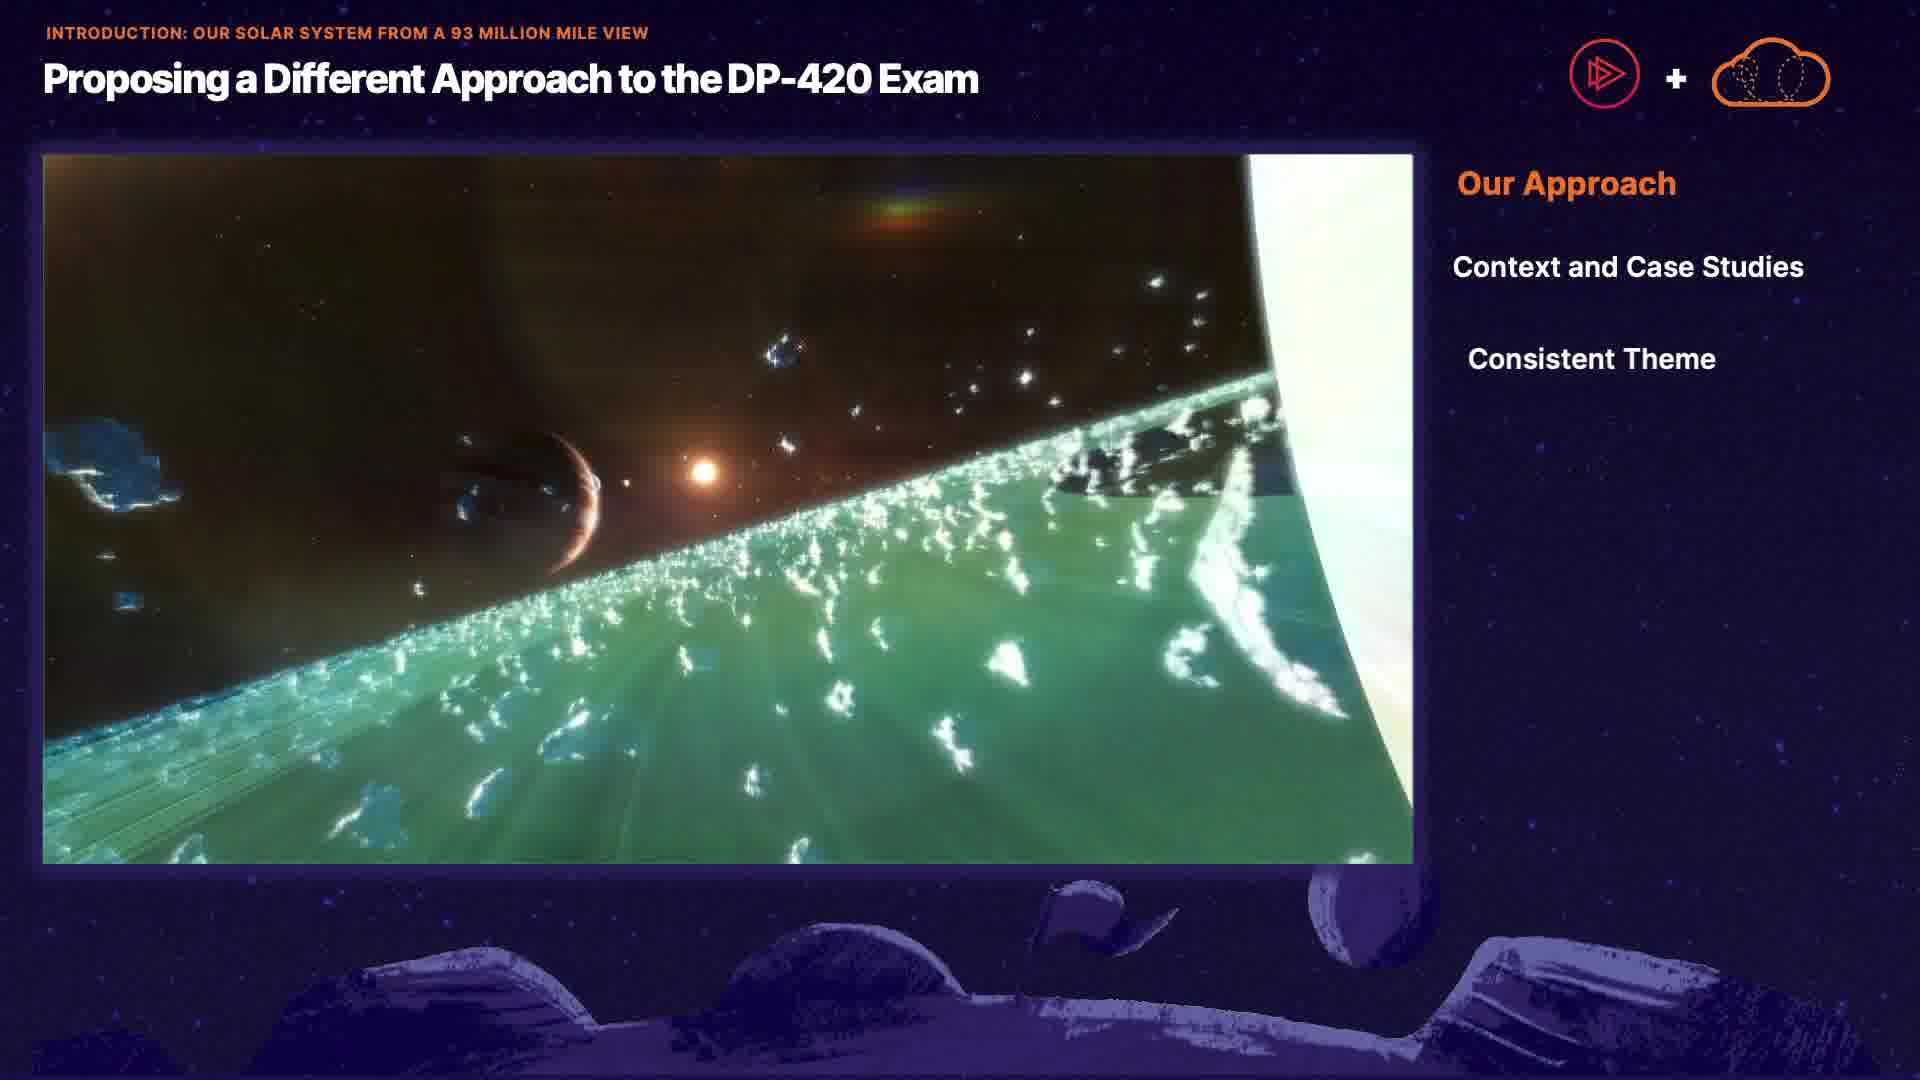 INTRODUCTION: OUR SOLAR SYSTEM FROM A 93 MILLION MILE VIEW
Proposing a Different Approach to the DP-420 Exam
+
Our Approach
Context and Case Studies
Consistent Theme